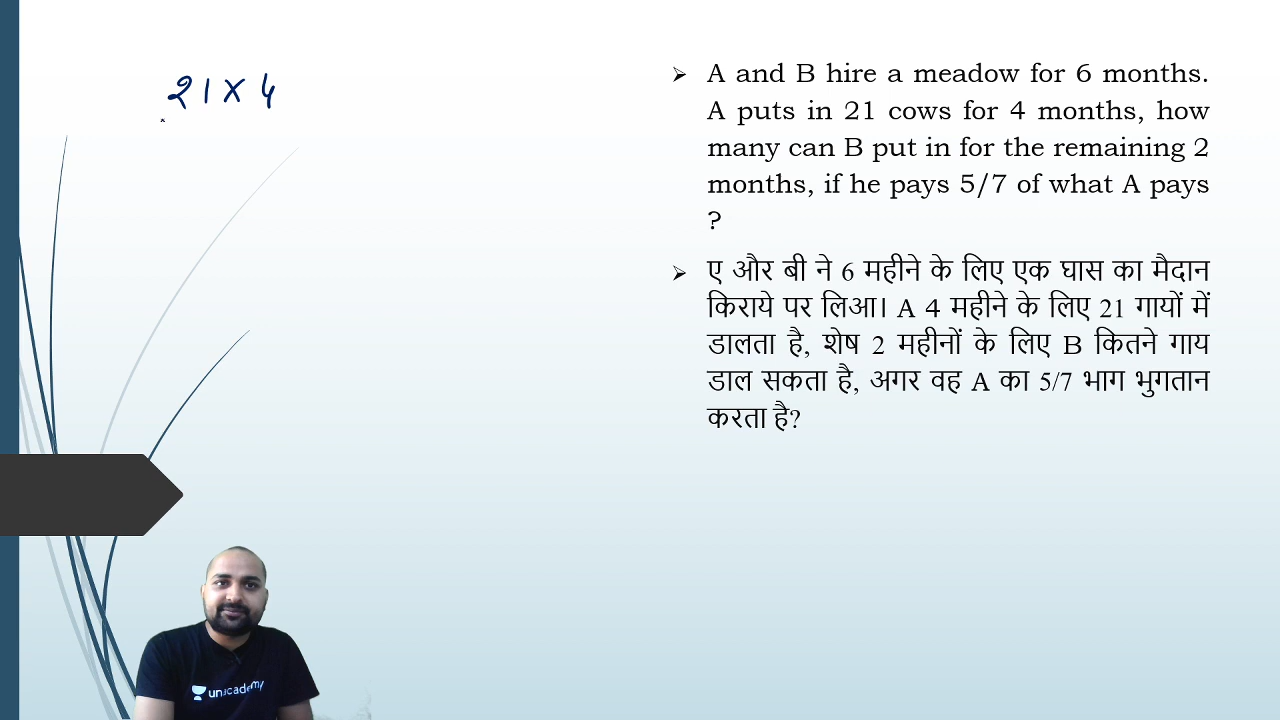 21 X 4
A and B hire a meadow for 6 months.
A puts in 21 cows for 4 months, how
many can B put in for the remaining 2
months, if he pays 5/7 of what A pays
?
ए और बी ने 6 महीने के लिए एक घास का मैदान
किराये पर लिआ। A 4 महीने के लिए 21 गायों में
डालता है, शेष 2 महीनों के लिए B कितने गाय
डाल सकता है, अगर वह A का 5/7 भाग भुगतान
करता है?
unacademy